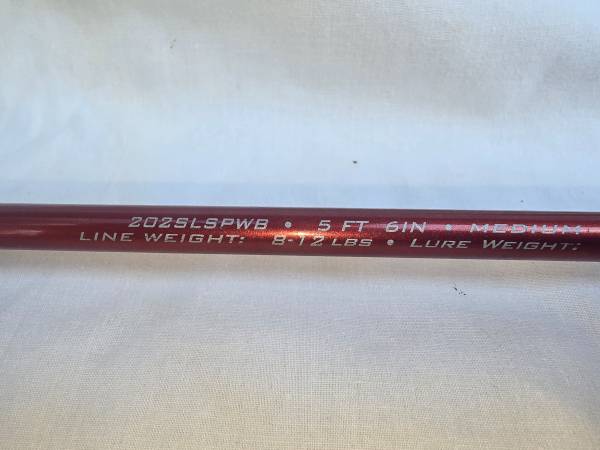 202SLSPWB • 5 FT 6IN • MEDIUM
LINE WEIGHT: 8-12 LBS • LURE WEIGHT: